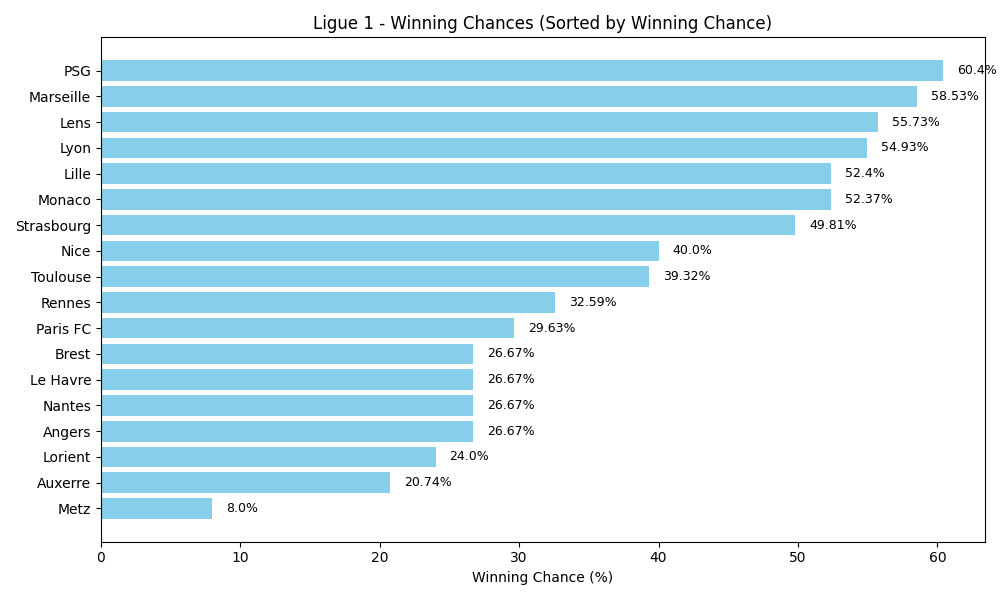 Ligue 1 - Winning Chances (Sorted by Winning Chance)
PSG 60.4%
Marseille 58.53%
Lens 55.73%
Lyon 54.93%
Lille 52.4%
Monaco 52.37%
Strasbourg 49.81%
Nice 40.0%
Toulouse 39.32%
Rennes 32.59%
Paris FC 29.63%
Brest 26.67%
Le Havre 26.67%
Nantes 26.67%
Angers 26.67%
Lorient 24.0%
Auxerre 20.74%
Metz 8.0%
0 10 20 30 40 50 60
Winning Chance (%)